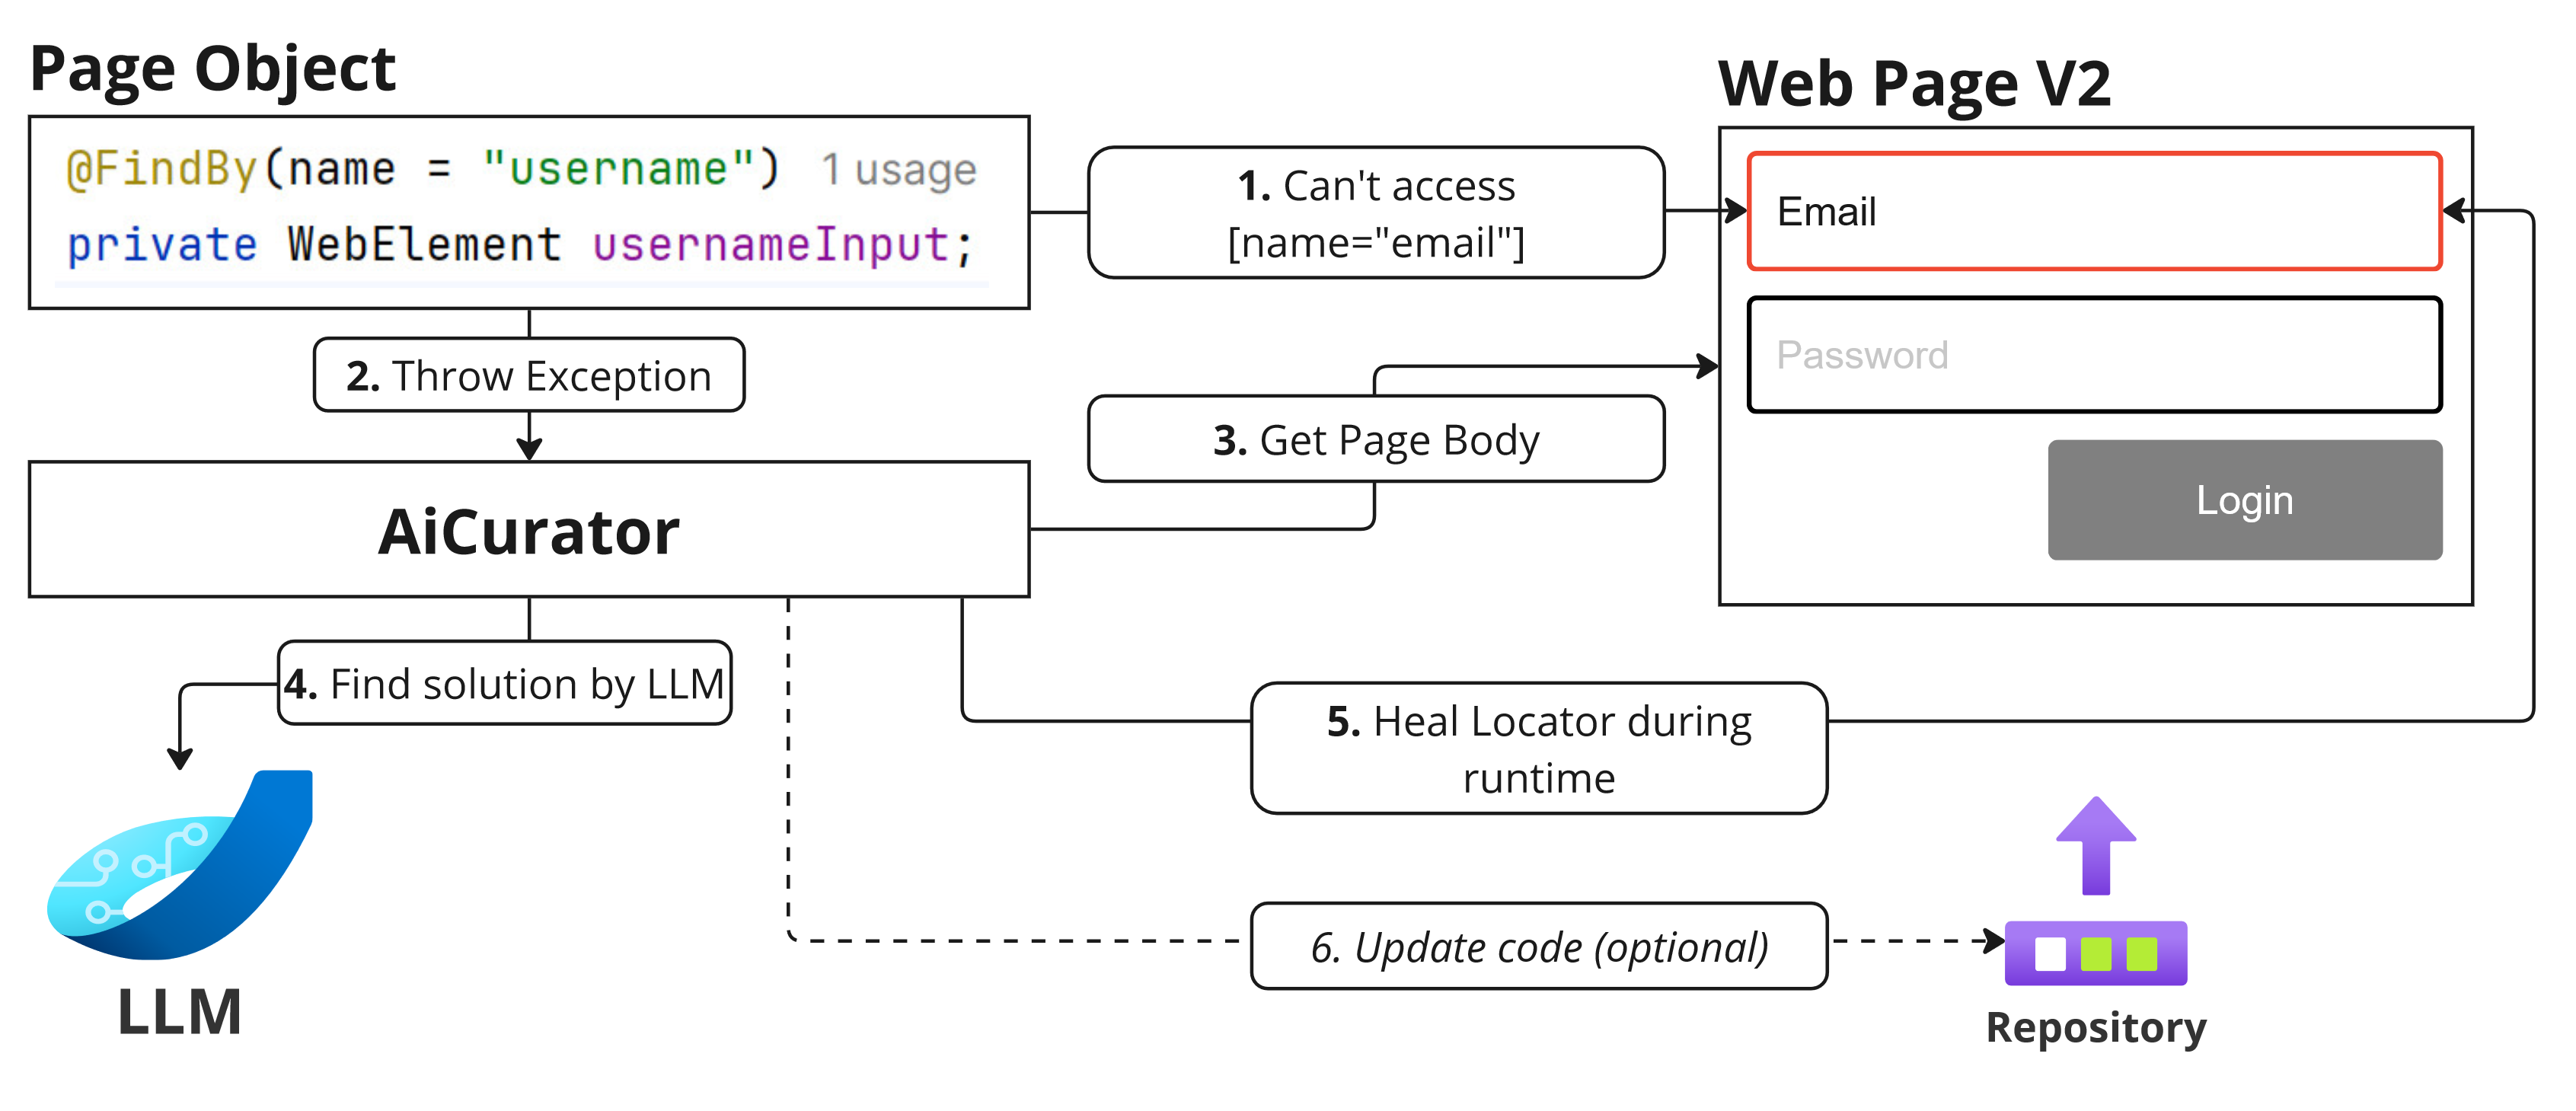 Page Object
@FindBy(name = "username") 1 usage
private WebElement usernameInput;
1. Can't access
[name="email"]
Web Page V2
Email
Password
Login
2. Throw Exception
3. Get Page Body
AiCurator
4. Find solution by LLM
5. Heal Locator during
runtime
6. Update code (optional)
LLM
Repository